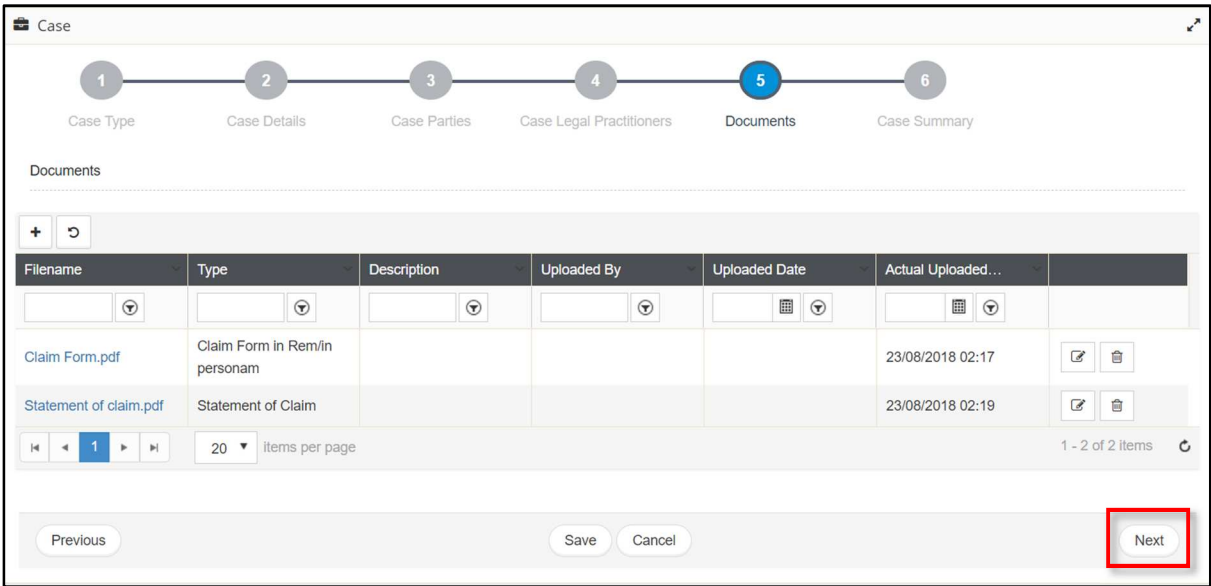 Case
1 2 3 4 5 6
Case Type Case Details Case Parties Case Legal Practitioners Documents Case Summary
Documents
Filename Type Description Uploaded By Uploaded Date Actual Uploaded...
Claim Form.pdf Claim Form in Rem/in personam 23/08/2018 02:17
Statement of claim.pdf Statement of Claim 23/08/2018 02:19
1 20 items per page 1 - 2 of 2 items
Previous Save Cancel Next